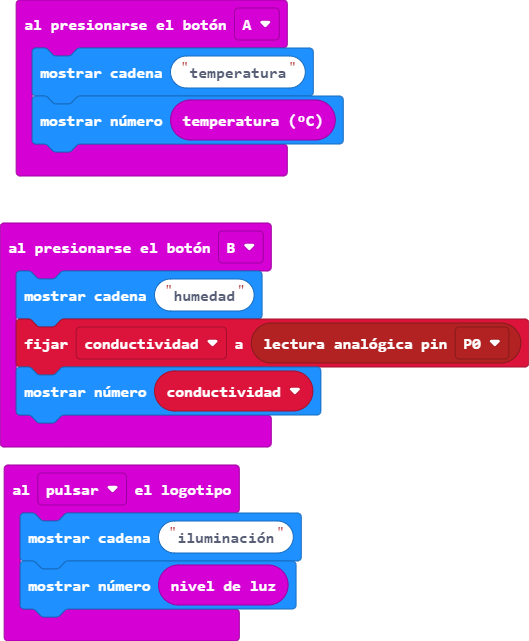 al presionarse el botón A
mostrar cadena "temperatura"
mostrar número temperatura (ºC)
al presionarse el botón B
mostrar cadena "humedad"
fijar conductividad a lectura analógica pin P0
mostrar número conductividad
al pulsar el logotipo
mostrar cadena "iluminación"
mostrar número nivel de luz